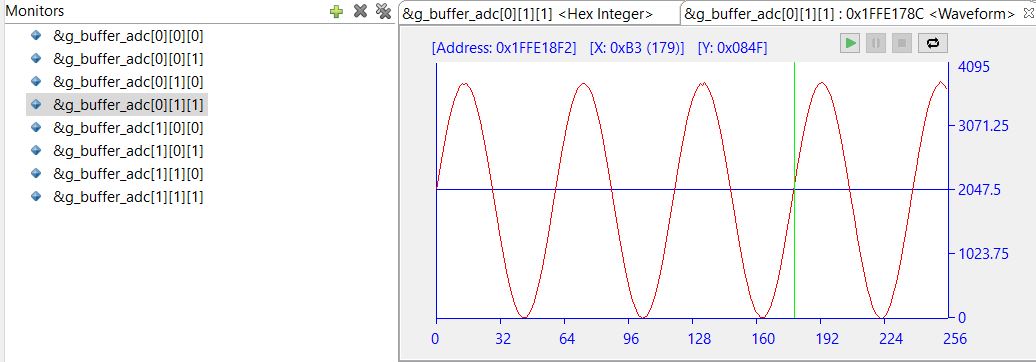 Monitors
&g_buffer_adc[0][0][0]
&g_buffer_adc[0][0][1]
&g_buffer_adc[0][1][0]
&g_buffer_adc[0][1][1]
&g_buffer_adc[1][0][0]
&g_buffer_adc[1][0][1]
&g_buffer_adc[1][1][0]
&g_buffer_adc[1][1][1]
&g_buffer_adc[0][1][1] <Hex Integer>
&g_buffer_adc[0][1][1] : 0x1FFE178C <Waveform>
[Address: 0x1FFE18F2] [X: 0xB3 (179)] [Y: 0x084F]
4095
3071.25
2047.5
1023.75
0
0 32 64 96 128 160 192 224 256